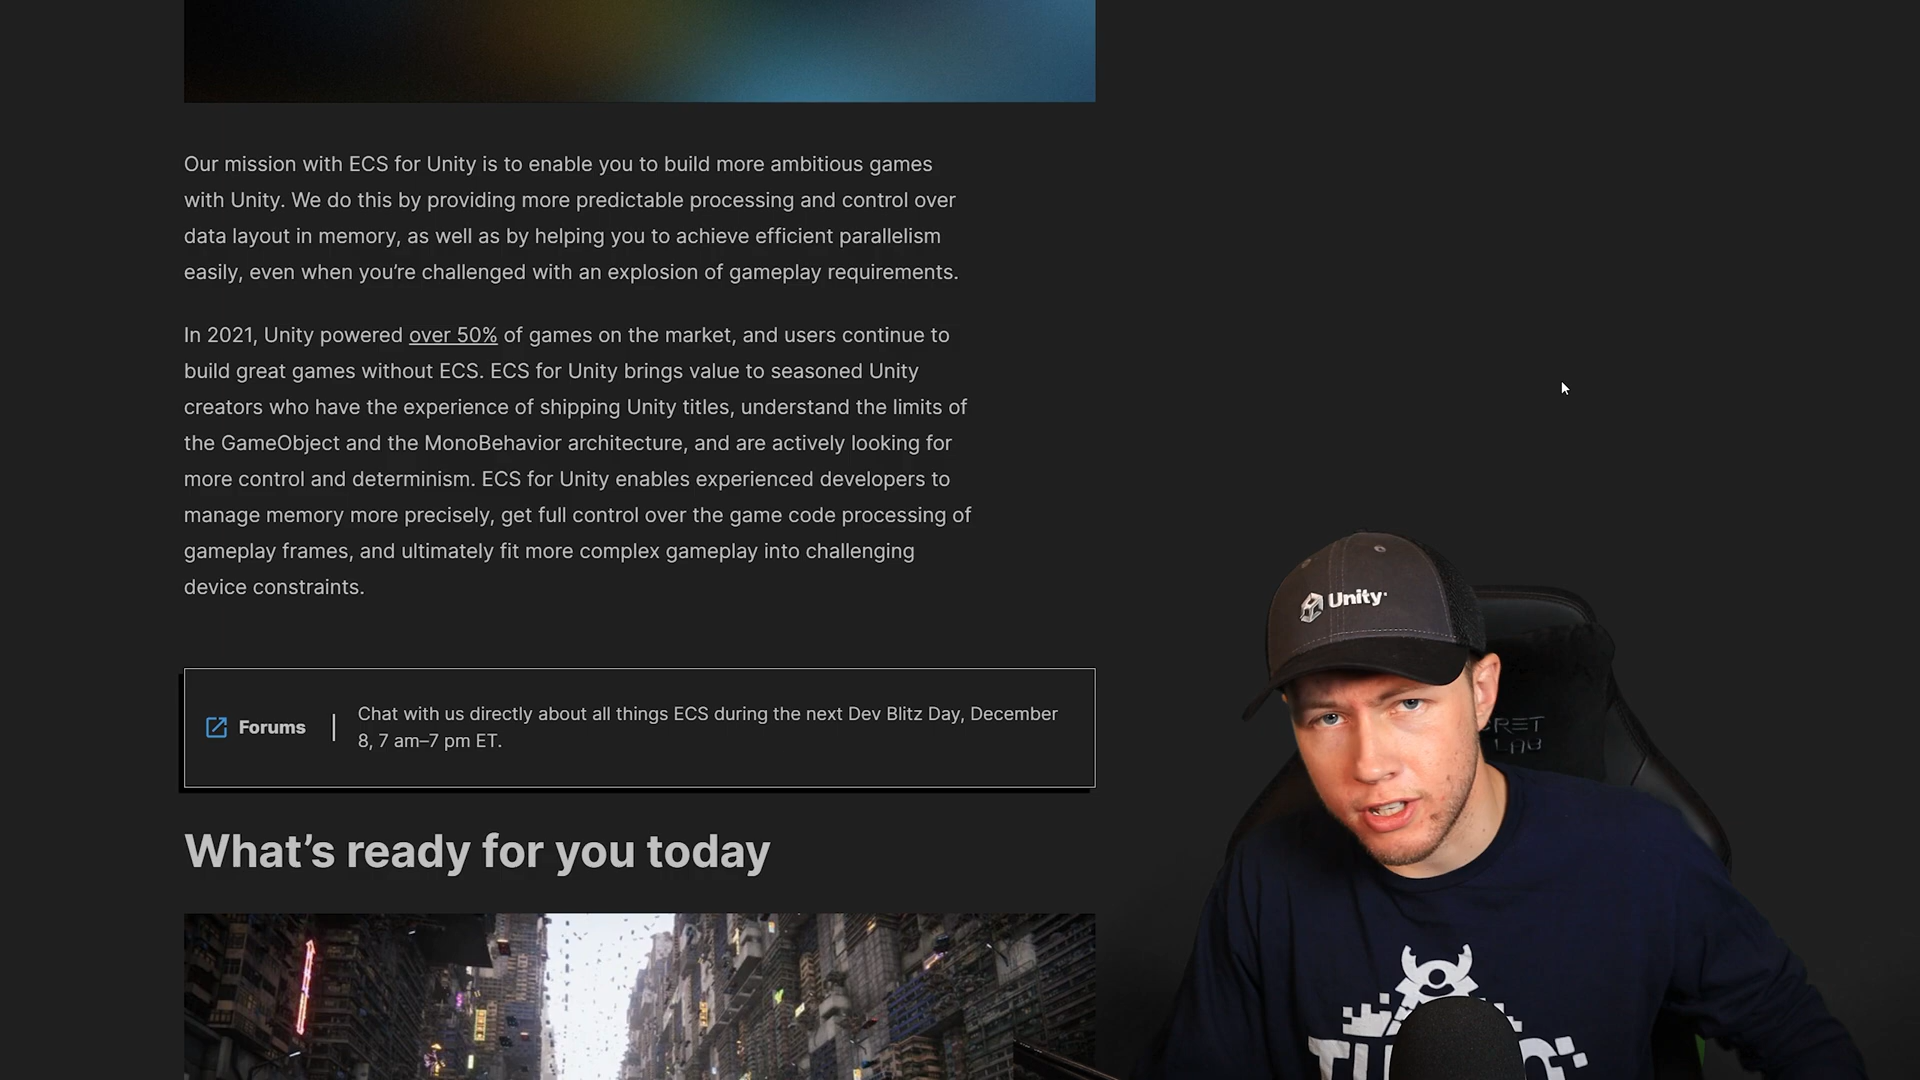 Our mission with ECS for Unity is to enable you to build more ambitious games
with Unity. We do this by providing more predictable processing and control over
data layout in memory, as well as by helping you to achieve efficient parallelism
easily, even when you’re challenged with an explosion of gameplay requirements.
In 2021, Unity powered over 50% of games on the market, and users continue to
build great games without ECS. ECS for Unity brings value to seasoned Unity
creators who have the experience of shipping Unity titles, understand the limits of
the GameObject and the MonoBehavior architecture, and are actively looking for
more control and determinism. ECS for Unity enables experienced developers to
manage memory more precisely, get full control over the game code processing of
gameplay frames, and ultimately fit more complex gameplay into challenging
device constraints.
Forums
Chat with us directly about all things ECS during the next Dev Blitz Day, December
8, 7 am–7 pm ET.
What’s ready for you today
Unity
LAB